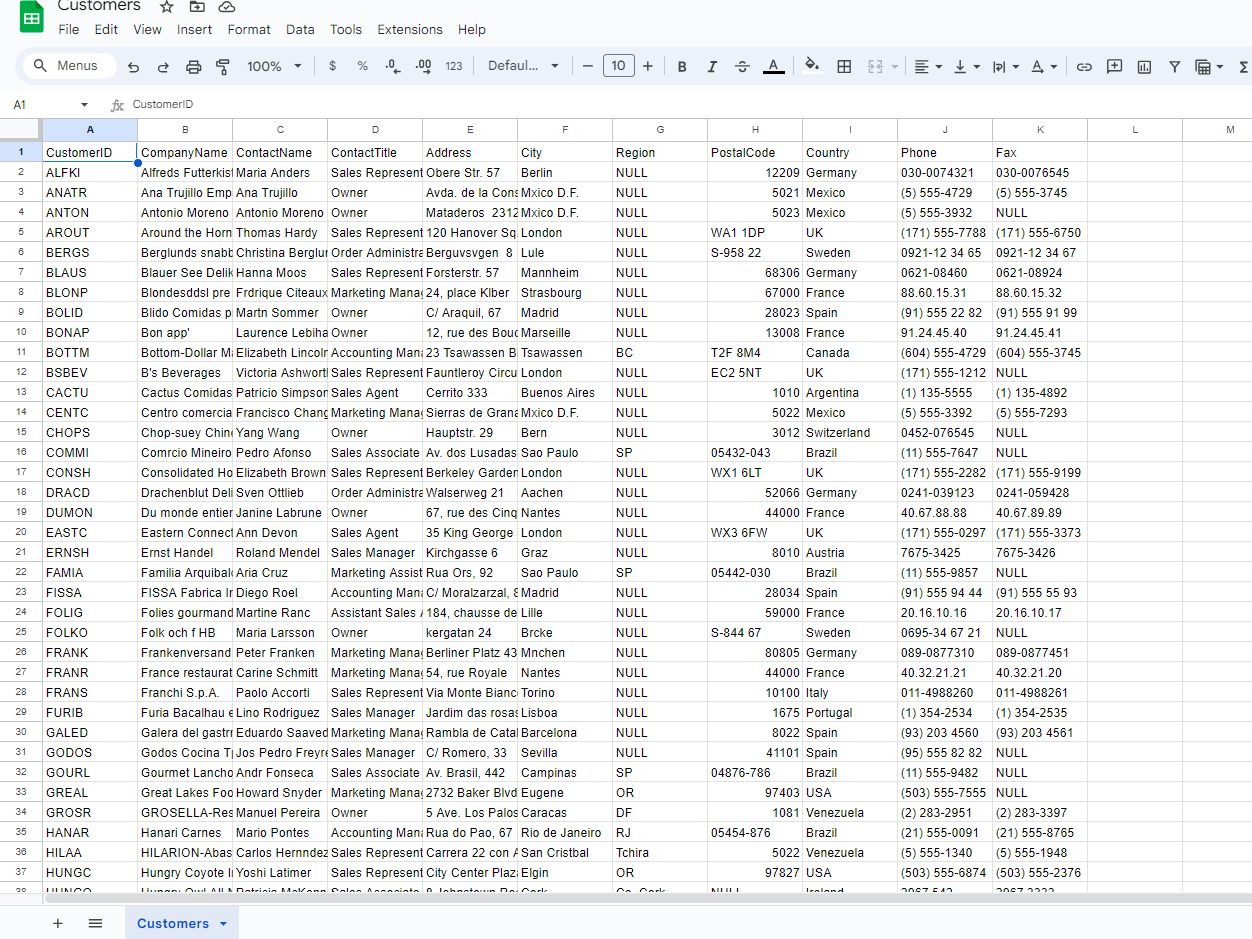 Customers
File Edit View Insert Format Data Tools Extensions Help
Menus 100% $ % .0 .00 123 Defaul... 10 B I A Σ
A1 fx CustomerID
A B C D E F G H I J K L M
1 CustomerID CompanyName ContactName ContactTitle Address City Region PostalCode Country Phone Fax
2 ALFKI Alfreds Futterkist Maria Anders Sales Represent Obere Str. 57 Berlin NULL 12209 Germany 030-0074321 030-0076545
3 ANATR Ana Trujillo Emp Ana Trujillo Owner Avda. de la Cons Mxico D.F. NULL 5021 Mexico (5) 555-4729 (5) 555-3745
4 ANTON Antonio Moreno Antonio Moreno Owner Mataderos 2312 Mxico D.F. NULL 5023 Mexico (5) 555-3932 NULL
5 AROUT Around the Horn Thomas Hardy Sales Represent 120 Hanover Sq London NULL WA1 1DP UK (171) 555-7788 (171) 555-6750
6 BERGS Berglunds snabb Christina Berglun Order Administra Berguvsvgen 8 Lule NULL S-958 22 Sweden 0921-12 34 65 0921-12 34 67
7 BLAUS Blauer See Delik Hanna Moos Sales Represent Forsterstr. 57 Mannheim NULL 68306 Germany 0621-08460 0621-08924
8 BLONP Blondesddsl pre Frdrique Citeaux Marketing Manag 24, place Klber Strasbourg NULL 67000 France 88.60.15.31 88.60.15.32
9 BOLID Blido Comidas p Martn Sommer Owner C/ Araquil, 67 Madrid NULL 28023 Spain (91) 555 22 82 (91) 555 91 99
10 BONAP Bon app' Laurence Lebiha Owner 12, rue des Bouc Marseille NULL 13008 France 91.24.45.40 91.24.45.41
11 BOTTM Bottom-Dollar Ma Elizabeth Lincoln Accounting Mana 23 Tsawassen B Tsawassen BC T2F 8M4 Canada (604) 555-4729 (604) 555-3745
12 BSBEV B's Beverages Victoria Ashwort Sales Represent Fauntleroy Circu London NULL EC2 5NT UK (171) 555-1212 NULL
13 CACTU Cactus Comidas Patricio Simpson Sales Agent Cerrito 333 Buenos Aires NULL 1010 Argentina (1) 135-5555 (1) 135-4892
14 CENTC Centro comercia Francisco Chang Marketing Manag Sierras de Grana Mxico D.F. NULL 5022 Mexico (5) 555-3392 (5) 555-7293
15 CHOPS Chop-suey Chine Yang Wang Owner Hauptstr. 29 Bern NULL 3012 Switzerland 0452-076545 NULL
16 COMMI Comrcio Mineiro Pedro Afonso Sales Associate Av. dos Lusadas Sao Paulo SP 05432-043 Brazil (11) 555-7647 NULL
17 CONSH Consolidated Ho Elizabeth Brown Sales Represent Berkeley Garden London NULL WX1 6LT UK (171) 555-2282 (171) 555-9199
18 DRACD Drachenblut Deli Sven Ottlieb Order Administra Walserweg 21 Aachen NULL 52066 Germany 0241-039123 0241-059428
19 DUMON Du monde entier Janine Labrune Owner 67, rue des Cinq Nantes NULL 44000 France 40.67.88.88 40.67.89.89
20 EASTC Eastern Connect Ann Devon Sales Agent 35 King George London NULL WX3 6FW UK (171) 555-0297 (171) 555-3373
21 ERNSH Ernst Handel Roland Mendel Sales Manager Kirchgasse 6 Graz NULL 8010 Austria 7675-3425 7675-3426
22 FAMIA Familia Arquibal Aria Cruz Marketing Assist Rua Ors, 92 Sao Paulo SP 05442-030 Brazil (11) 555-9857 NULL
23 FISSA FISSA Fabrica In Diego Roel Accounting Mana C/ Moralzarzal, 8 Madrid NULL 28034 Spain (91) 555 94 44 (91) 555 55 93
24 FOLIG Folies gourmand Martine Ranc Assistant Sales A 184, chausse de Lille NULL 59000 France 20.16.10.16 20.16.10.17
25 FOLKO Folk och f HB Maria Larsson Owner kergatan 24 Brcke NULL S-844 67 Sweden 0695-34 67 21 NULL
26 FRANK Frankenversand Peter Franken Marketing Manag Berliner Platz 43 Mnchen NULL 80805 Germany 089-0877310 089-0877451
27 FRANR France restaurat Carine Schmitt Marketing Manag 54, rue Royale Nantes NULL 44000 France 40.32.21.21 40.32.21.20
28 FRANS Franchi S.p.A. Paolo Accorti Sales Represent Via Monte Bianc Torino NULL 10100 Italy 011-4988260 011-4988261
29 FURIB Furia Bacalhau e Lino Rodriguez Sales Manager Jardim das rosas Lisboa NULL 1675 Portugal (1) 354-2534 (1) 354-2535
30 GALED Galera del gastr Eduardo Saaved Marketing Manag Rambla de Catal Barcelona NULL 8022 Spain (93) 203 4560 (93) 203 4561
31 GODOS Godos Cocina T Jos Pedro Freyre Sales Manager C/ Romero, 33 Sevilla NULL 41101 Spain (95) 555 82 82 NULL
32 GOURL Gourmet Lancho Andr Fonseca Sales Associate Av. Brasil, 442 Campinas SP 04876-786 Brazil (11) 555-9482 NULL
33 GREAL Great Lakes Foo Howard Snyder Marketing Manag 2732 Baker Blvd Eugene OR 97403 USA (503) 555-7555 NULL
34 GROSR GROSELLA-Res Manuel Pereira Owner 5 Ave. Los Palos Caracas DF 1081 Venezuela (2) 283-2951 (2) 283-3397
35 HANAR Hanari Carnes Mario Pontes Accounting Mana Rua do Pao, 67 Rio de Janeiro RJ 05454-876 Brazil (21) 555-0091 (21) 555-8765
36 HILAA HILARION-Abas Carlos Hernndez Sales Represent Carrera 22 con A San Cristbal Tchira 5022 Venezuela (5) 555-1340 (5) 555-1948
37 HUNGC Hungry Coyote I Yoshi Latimer Sales Represent City Center Plaza Elgin OR 97827 USA (503) 555-6874 (503) 555-2376
38 HUNGO Hungry Owl All N Patricia McKenn Sales Associate 8 Johnstown Ro Cork Co. Cork NULL Ireland 2967 542 2967 3333
Customers